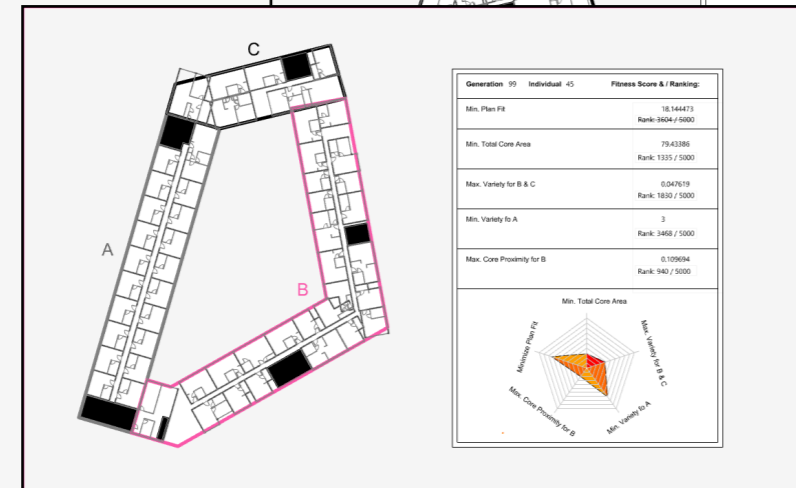 C
A
B
Generation 99 Individual 45 Fitness Score & / Ranking:
Min. Plan Fit 18.144473
Rank: 3604 / 5000
Min. Total Core Area 79.43386
Rank: 1335 / 5000
Max. Variety for B & C 0.047619
Rank: 1830 / 5000
Min. Variety fo A 3
Rank: 3468 / 5000
Max. Core Proximity for B 0.109694
Rank: 940 / 5000
Min. Total Core Area
Max. Variety for B & C
Min. Variety fo A
Max. Core Proximity for B
Minimize Plan Fit